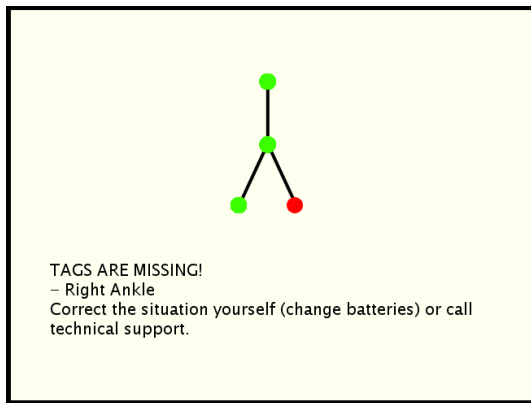 TAGS ARE MISSING!
– Right Ankle
Correct the situation yourself (change batteries) or call
technical support.